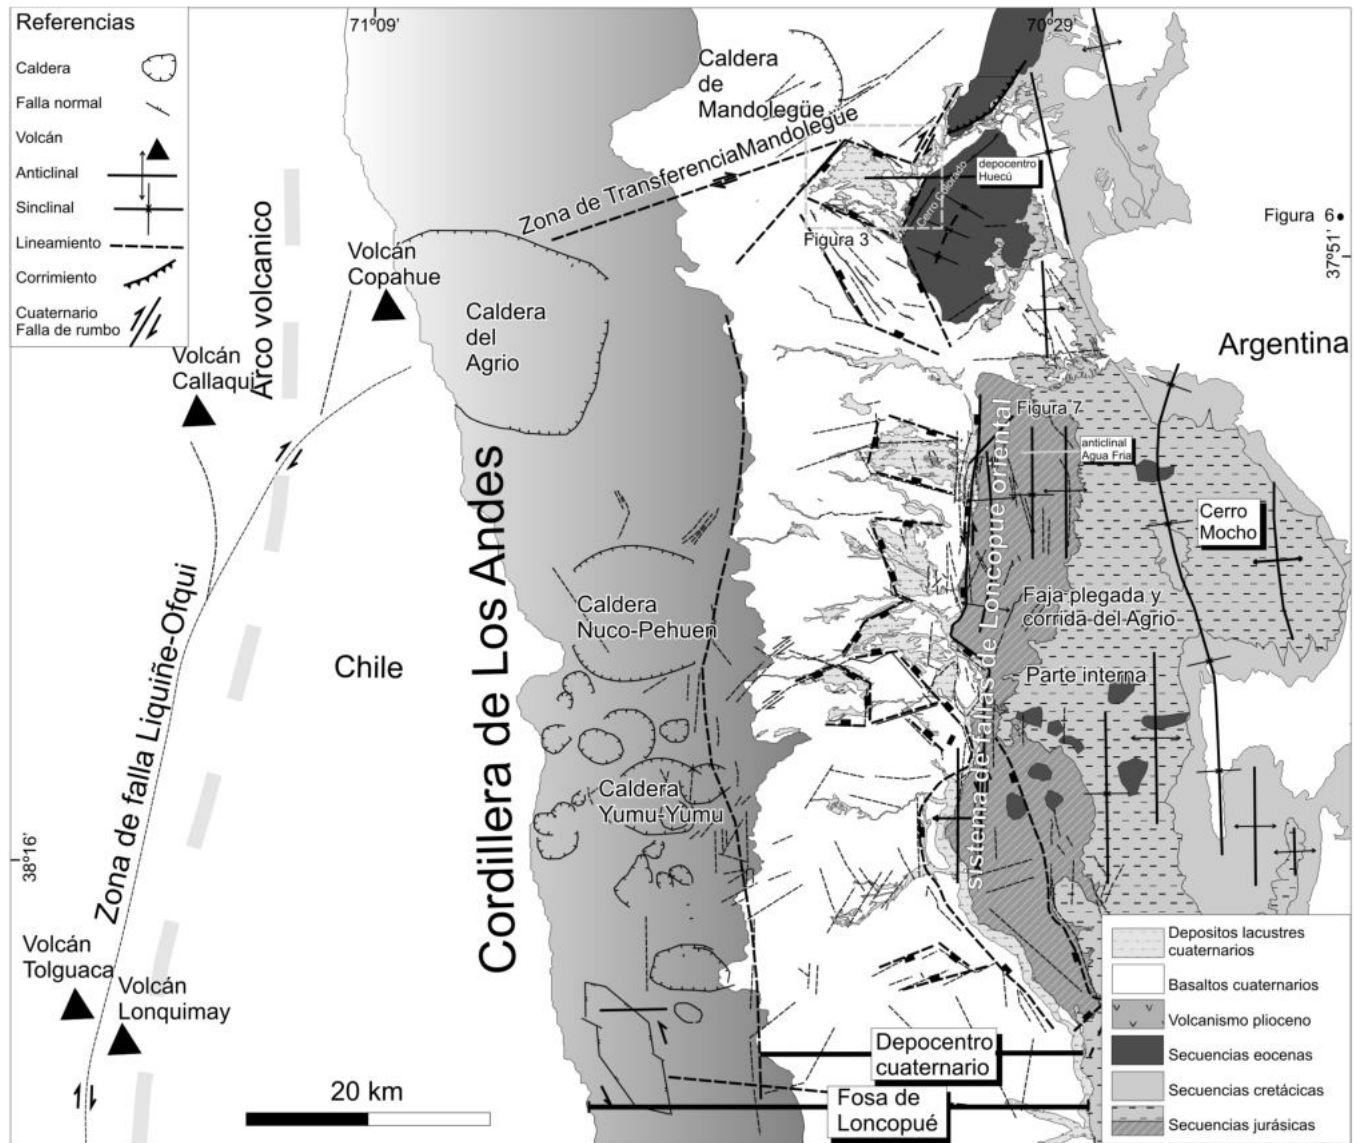 Referencias
Caldera
Falla normal
Volcán
Anticlinal
Sinclinal
Lineamiento
Corrimiento
Cuaternario
Falla de rumbo
71°09'
70°29'
37°51'
38°16'
Caldera
de
Mandolegüe
Zona de Transferencia Mandolegüe
depocentro
Huecú
Cerro Colorado
Figura 3
Figura 6
Arco volcanico
Volcán
Copahue
Caldera
del
Agrio
Argentina
Volcán
Callaqui
Figura 7
anticlinal
Agua Fria
sistema de fallas de Loncopue oriental
Cerro
Mocho
Cordillera de Los Andes
Caldera
Nuco-Pehuen
Faja plegada y
corrida del Agrio
- Parte interna -
Chile
Zona de falla Liquiñe-Ofqui
Caldera
Yumu-Yumu
Volcán
Tolguaca
Volcán
Lonquimay
20 km
Depocentro
cuaternario
Fosa de
Loncopué
Depositos lacustres
cuaternarios
Basaltos cuaternarios
Volcanismo plioceno
Secuencias eocenas
Secuencias cretácicas
Secuencias jurásicas